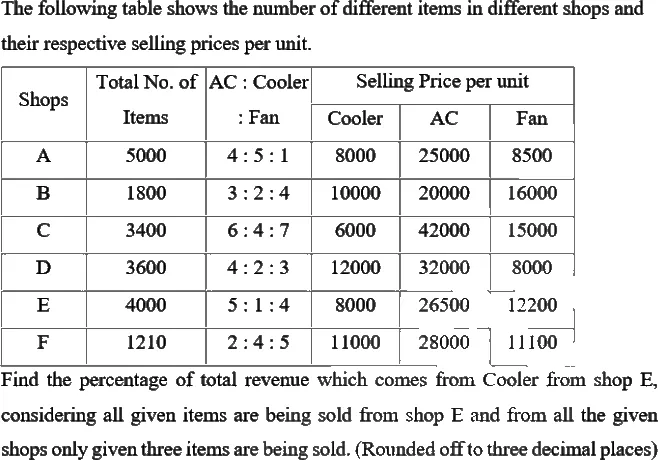 The following table shows the number of different items in different shops and
their respective selling prices per unit.
Shops Total No. of Items AC : Cooler : Fan Selling Price per unit
Cooler AC Fan
A 5000 4 : 5 : 1 8000 25000 8500
B 1800 3 : 2 : 4 10000 20000 16000
C 3400 6 : 4 : 7 6000 42000 15000
D 3600 4 : 2 : 3 12000 32000 8000
E 4000 5 : 1 : 4 8000 26500 12200
F 1210 2 : 4 : 5 11000 28000 11100
Find the percentage of total revenue which comes from Cooler from shop E,
considering all given items are being sold from shop E and from all the given
shops only given three items are being sold. (Rounded off to three decimal places)